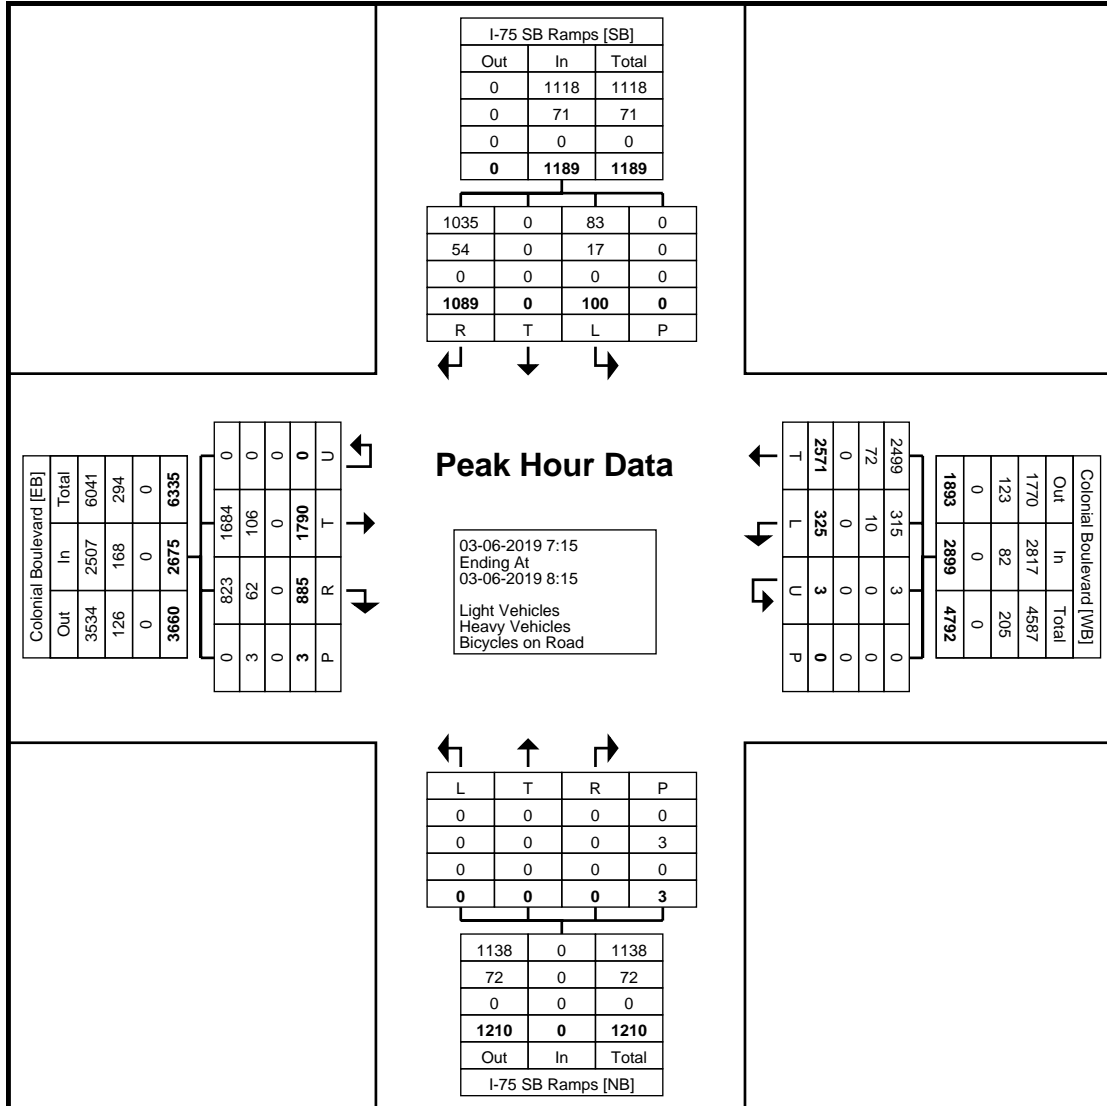 I-75 SB Ramps [SB]
Out In Total
0 1118 1118
0 71 71
0 0 0
0 1189 1189
1035 0 83 0
54 0 17 0
0 0 0 0
1089 0 100 0
R T L P
Colonial Boulevard [EB]
Total In Out
6041 2507 3534
294 168 126
0 0 0
6335 2675 3660
0 1684 823 0
0 106 62 3
0 0 0 0
0 1790 885 3
U T R P
Peak Hour Data
03-06-2019 7:15
Ending At
03-06-2019 8:15
Light Vehicles
Heavy Vehicles
Bicycles on Road
Colonial Boulevard [WB]
Out In Total
1770 2817 4587
123 82 205
0 0 0
1893 2899 4792
2499 315 3 0
72 10 0 0
0 0 0 0
2571 325 3 0
T L U P
L T R P
0 0 0 0
0 0 0 3
0 0 0 0
0 0 0 3
1138 0 1138
72 0 72
0 0 0
1210 0 1210
Out In Total
I-75 SB Ramps [NB]